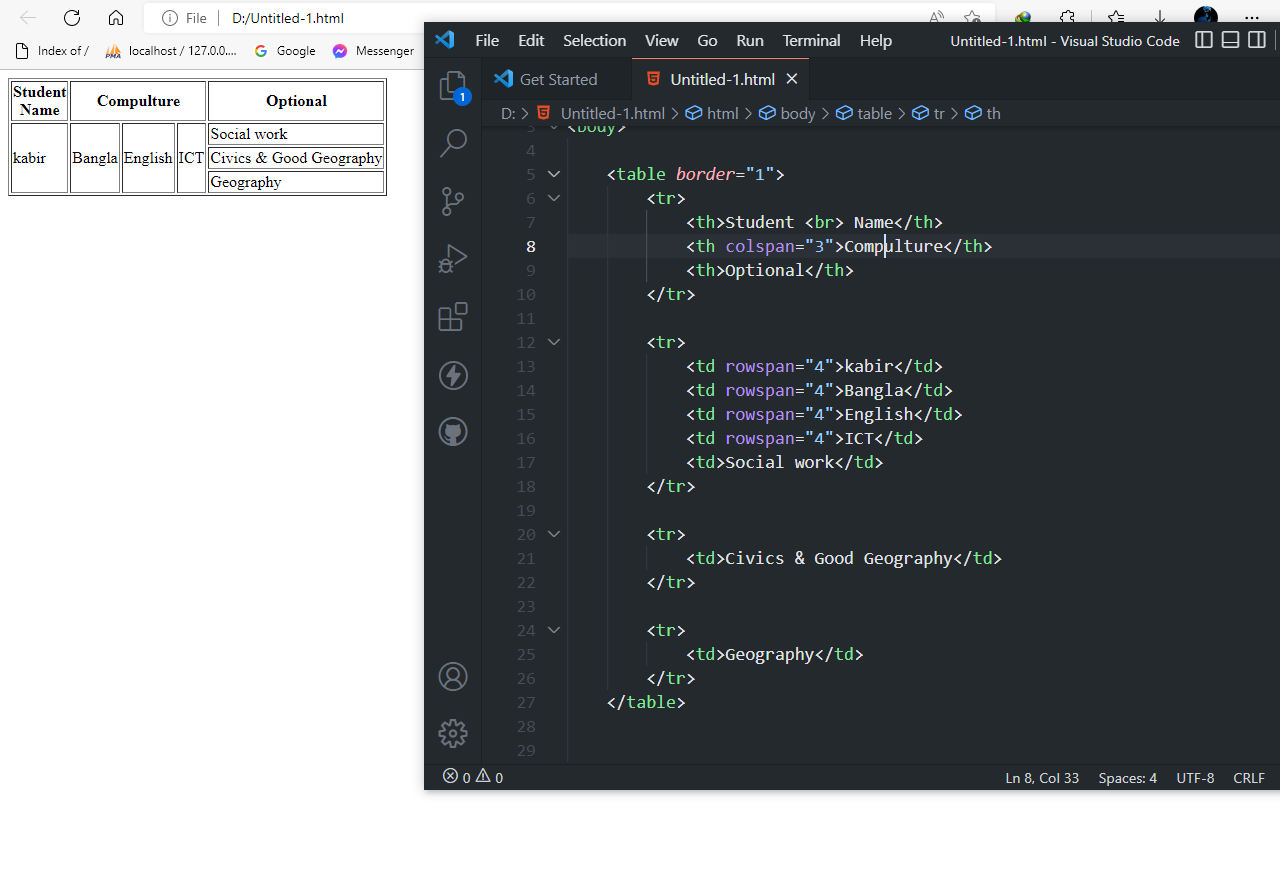 File D:/Untitled-1.html
Index of / localhost / 127.0.0.... Google Messenger
Student Name Compulture Optional
kabir Bangla English ICT Social work
Civics & Good Geography
Geography
File Edit Selection View Go Run Terminal Help Untitled-1.html - Visual Studio Code
1
Get Started Untitled-1.html
D: > Untitled-1.html > html > body > table > tr > th
3 <body>
4
5 <table border="1">
6 <tr>
7 <th>Student <br> Name</th>
8 <th colspan="3">Compulture</th>
9 <th>Optional</th>
10 </tr>
11
12 <tr>
13 <td rowspan="4">kabir</td>
14 <td rowspan="4">Bangla</td>
15 <td rowspan="4">English</td>
16 <td rowspan="4">ICT</td>
17 <td>Social work</td>
18 </tr>
19
20 <tr>
21 <td>Civics & Good Geography</td>
22 </tr>
23
24 <tr>
25 <td>Geography</td>
26 </tr>
27 </table>
28
29
0 0 Ln 8, Col 33 Spaces: 4 UTF-8 CRLF